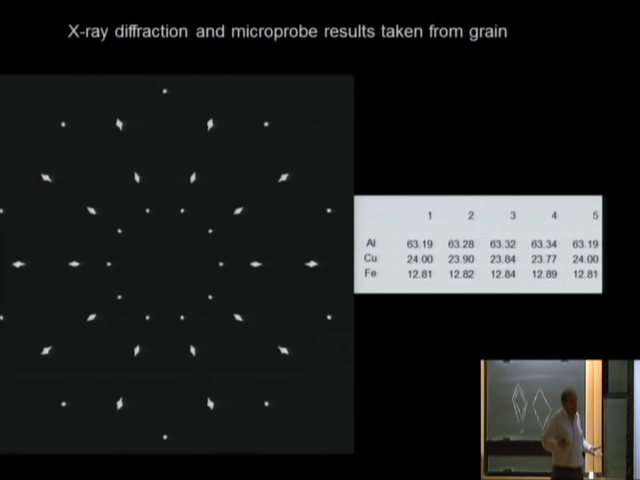 X-ray diffraction and microprobe results taken from grain
1 2 3 4 5
Al 63.19 63.28 63.32 63.34 63.19
Cu 24.00 23.90 23.84 23.77 24.00
Fe 12.81 12.82 12.84 12.89 12.81